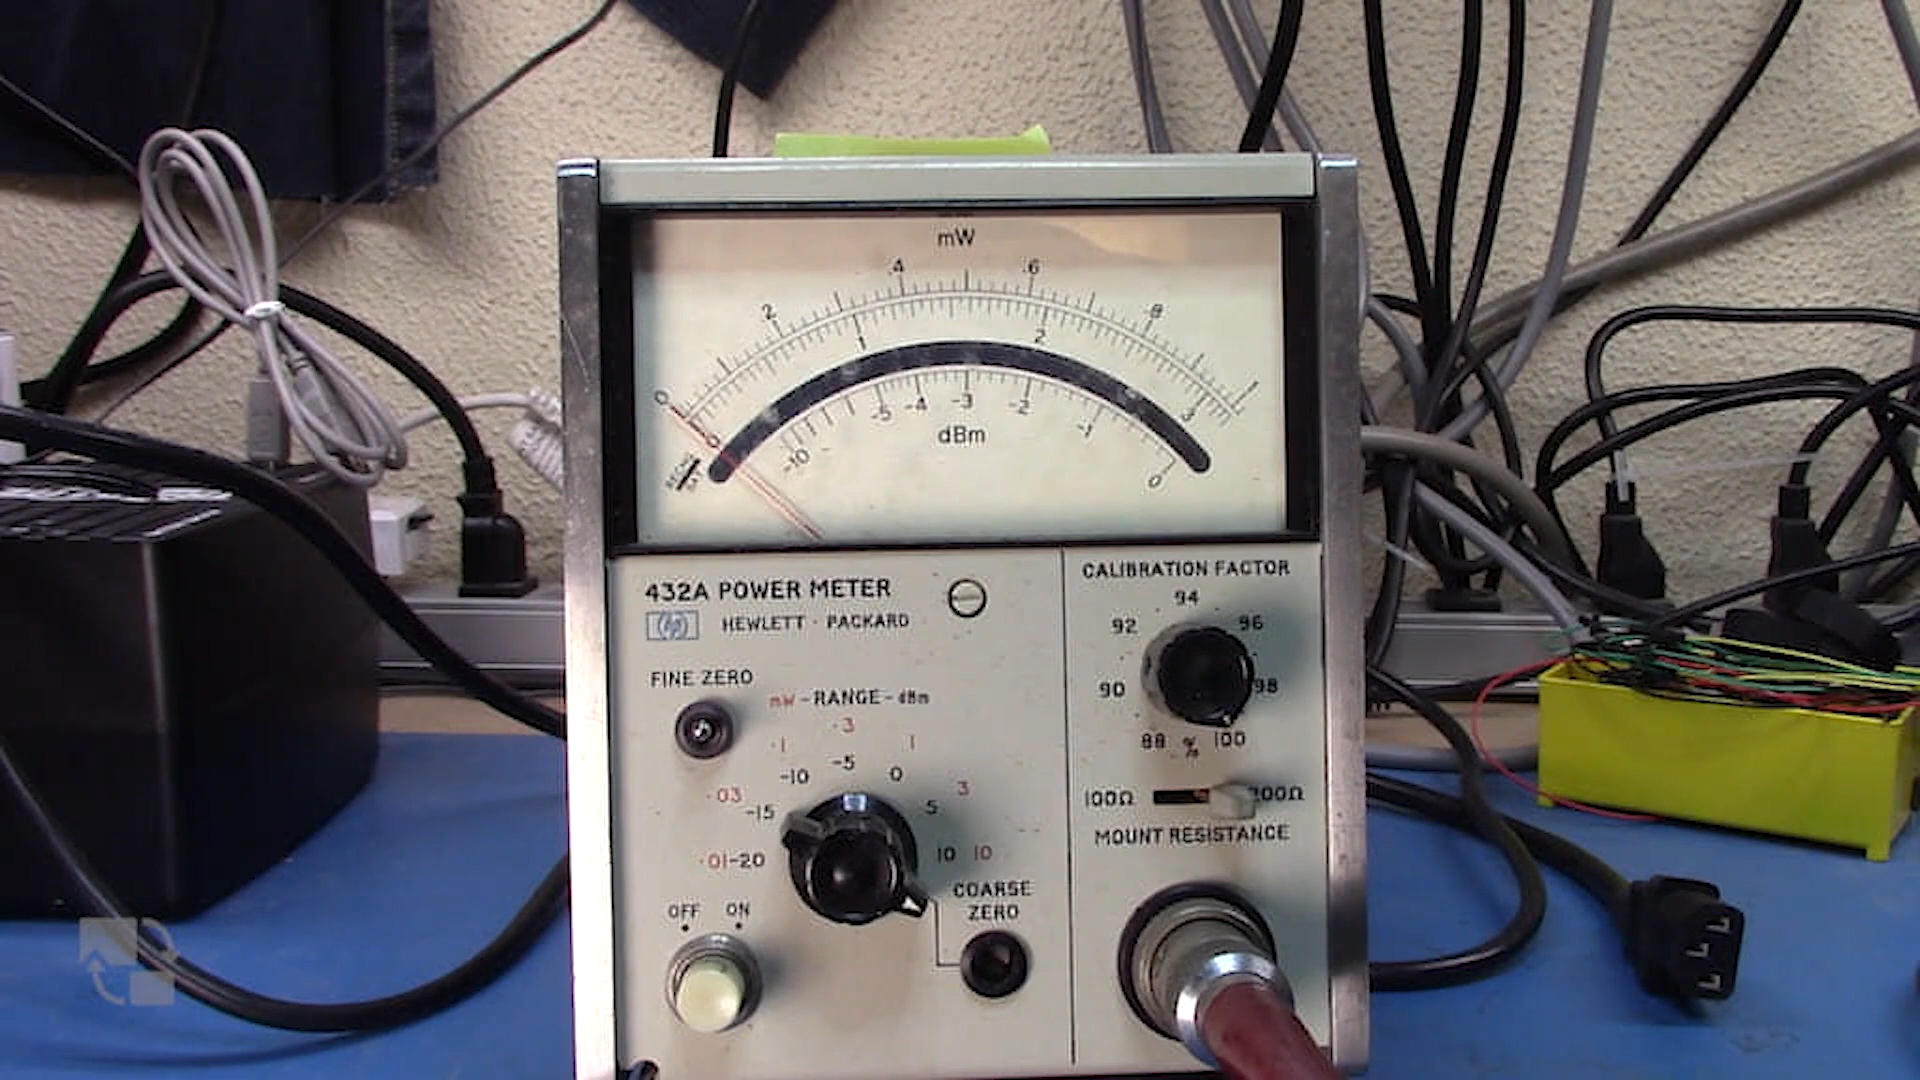 mW
0 .2 .4 .6 .8 1
0 1 2 3
-10 -5 -4 -3 -2 -1 0
dBm
432A POWER METER
hp HEWLETT · PACKARD
FINE ZERO
mW - RANGE - dBm
.01 .03 .1 .3 1 3 10
-20 -15 -10 -5 0 5 10
COARSE
ZERO
OFF ON
CALIBRATION FACTOR
88 90 92 94 96 98 100
%
100Ω 200Ω
MOUNT RESISTANCE